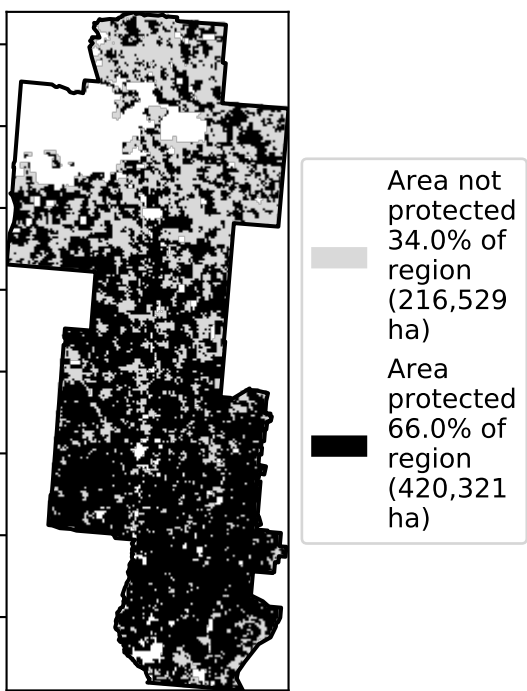 Area not
protected
34.0% of
region
(216,529
ha)
Area
protected
66.0% of
region
(420,321
ha)